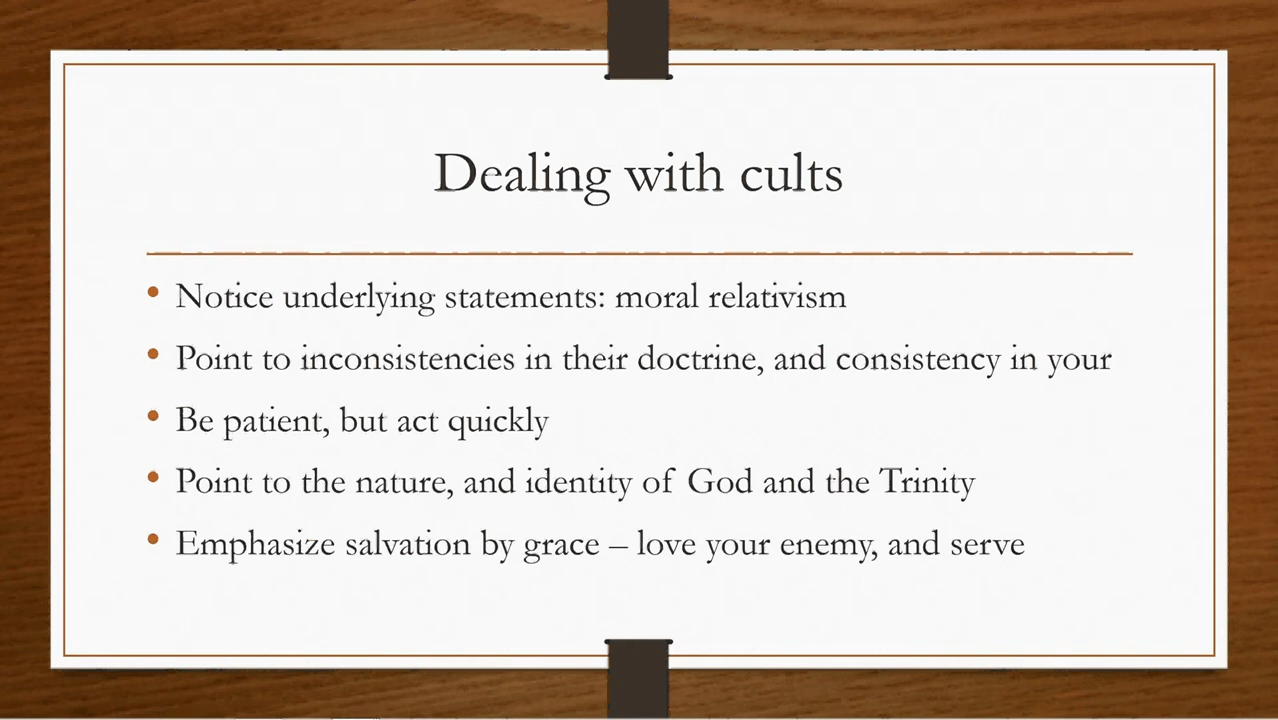 Dealing with cults
• Notice underlying statements: moral relativism
• Point to inconsistencies in their doctrine, and consistency in your
• Be patient, but act quickly
• Point to the nature, and identity of God and the Trinity
• Emphasize salvation by grace – love your enemy, and serve